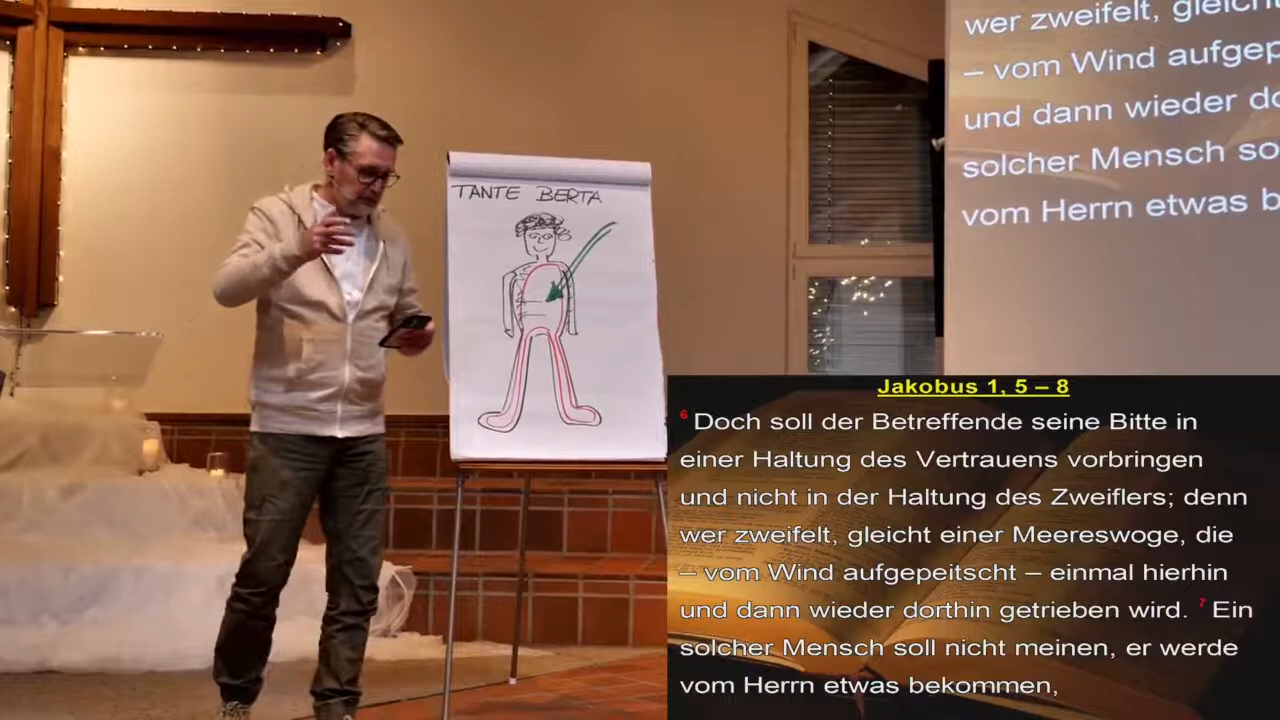 TANTE BERTA
wer zweifelt, gleicht
– vom Wind aufgep
und dann wieder do
solcher Mensch so
vom Herrn etwas b
Jakobus 1, 5 – 8
6 Doch soll der Betreffende seine Bitte in
einer Haltung des Vertrauens vorbringen
und nicht in der Haltung des Zweiflers; denn
wer zweifelt, gleicht einer Meereswoge, die
– vom Wind aufgepeitscht – einmal hierhin
und dann wieder dorthin getrieben wird. 7 Ein
solcher Mensch soll nicht meinen, er werde
vom Herrn etwas bekommen,